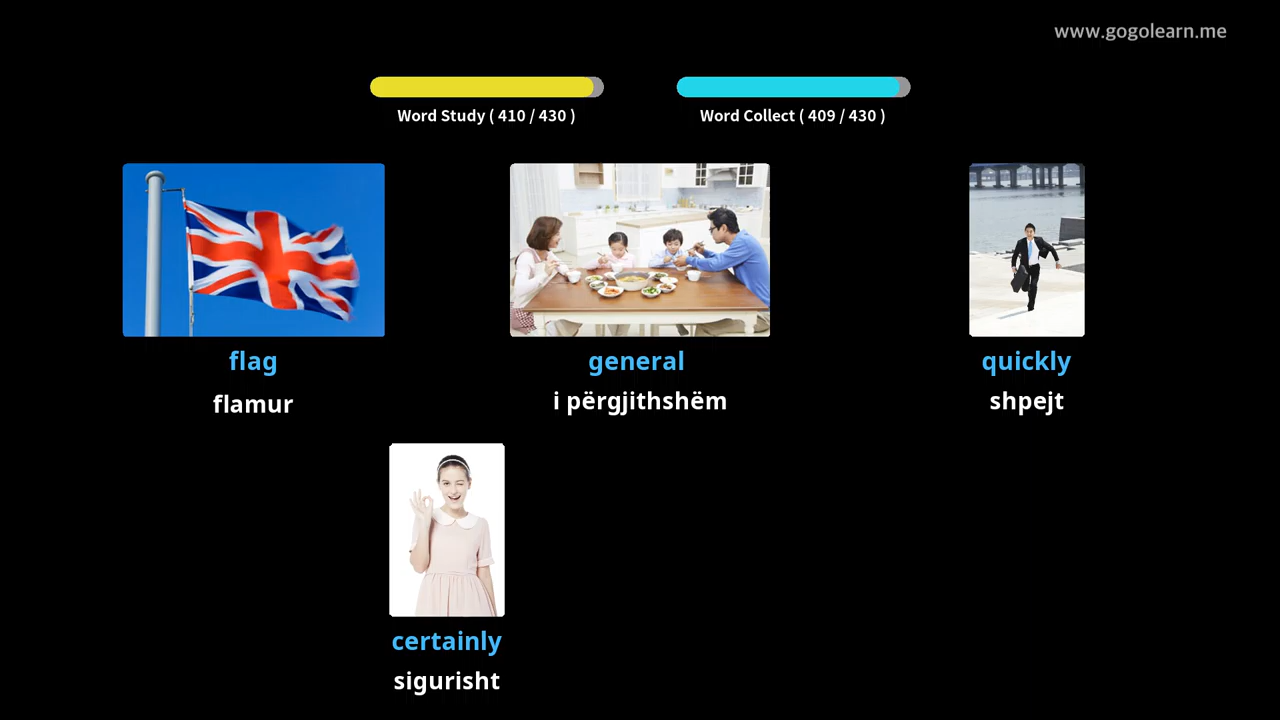 www.gogolearn.me
Word Study ( 410 / 430 )
Word Collect ( 409 / 430 )
flag
flamur
general
i përgjithshëm
quickly
shpejt
certainly
sigurisht